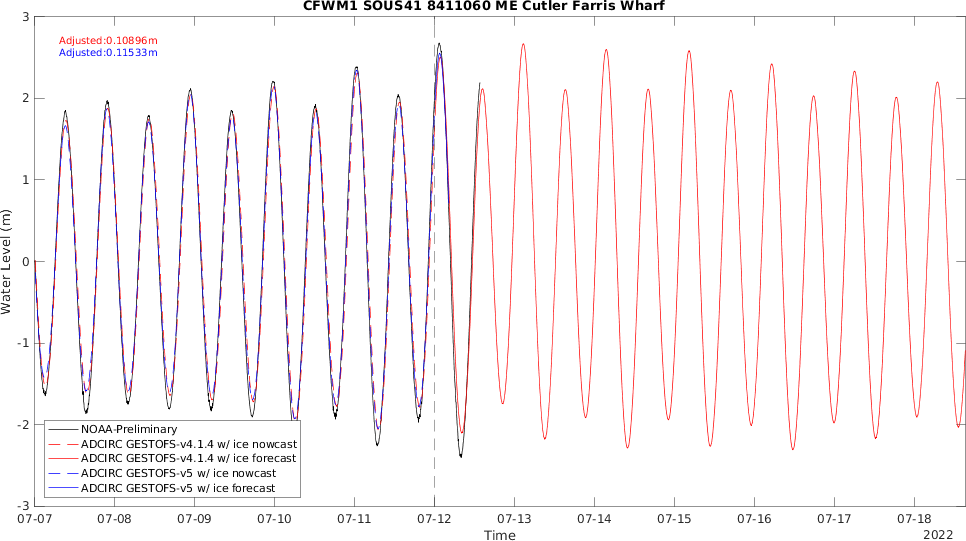 CFWM1 SOUS41 8411060 ME Cutler Farris Wharf
Adjusted:0.10896m
Adjusted:0.11533m
3
2
1
0
-1
-2
-3
Water Level (m)
NOAA-Preliminary
ADCIRC GESTOFS-v4.1.4 w/ ice nowcast
ADCIRC GESTOFS-v4.1.4 w/ ice forecast
ADCIRC GESTOFS-v5 w/ ice nowcast
ADCIRC GESTOFS-v5 w/ ice forecast
07-07 07-08 07-09 07-10 07-11 07-12 07-13 07-14 07-15 07-16 07-17 07-18
Time
2022